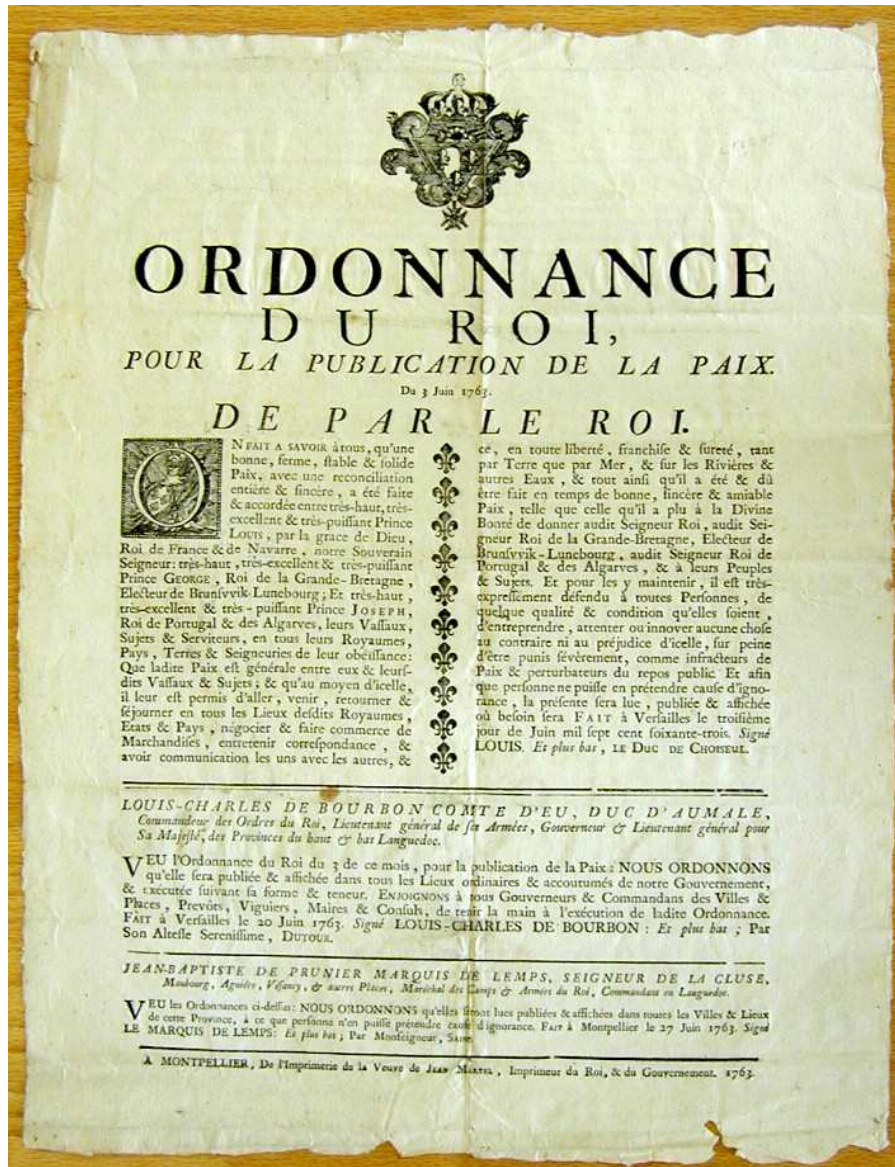 ORDONNANCE
DU ROI,
POUR LA PUBLICATION DE LA PAIX.
Du 3 Juin 1763.
DE PAR LE ROI.
ON FAIT A SAVOIR à tous, qu'une
bonne, ferme, ſtable & ſolide
Paix, avec une reconciliation
entière & ſincère, a été faite
& accordée entre très-haut, très-
excellent & très-puiſſant Prince
LOUIS, par la grace de Dieu,
Roi de France & de Navarre, notre Souverain
Seigneur: très-haut, très-excellent & très-puiſſant
Prince GEORGE, Roi de la Grande-Bretagne,
Electeur de Brunſvvik-Lunebourg; Et très-haut,
très-excellent & très-puiſſant Prince JOSEPH,
Roi de Portugal & des Algarves, leurs Vaſſaux,
Sujets & Serviteurs, en tous leurs Royaumes,
Pays, Terres & Seigneuries de leur obéiſſance:
Que ladite Paix eſt générale entre eux & leurſ-
dits Vaſſaux & Sujets; & qu'au moyen d'icelle,
il leur eſt permis d'aller, venir, retourner &
ſéjourner en tous les Lieux deſdits Royaumes,
Etats & Pays, négocier & faire commerce de
Marchandiſes, entretenir correſpondance, &
avoir communication les uns avec les autres, &
ce, en toute liberté, franchiſe & ſureté, tant
par Terre que par Mer, & ſur les Rivières &
autres Eaux, & tout ainſi qu'il a été & dû
être fait en temps de bonne, ſincère & amiable
Paix, telle que celle qu'il a plu à la Divine
Bonté de donner audit Seigneur Roi, audit Sei-
gneur Roi de la Grande-Bretagne, Electeur de
Brunſvvik-Lunebourg, audit Seigneur Roi de
Portugal & des Algarves, & à leurs Peuples
& Sujets. Et pour les y maintenir, il eſt très-
expreſſément défendu à toutes Perſonnes, de
quelque qualité & condition qu'elles ſoient,
d'entreprendre, attenter ou innover aucune choſe
au contraire ni au préjudice d'icelle, ſur peine
d'être punis ſévèrement, comme infracteurs de
Paix & perturbateurs du repos public. Et afin
que perſonne ne puiſſe en prétendre cauſe d'igno-
rance, la préſente ſera lue, publiée & affichée
où beſoin ſera FAIT à Verſailles le troiſième
jour de Juin mil ſept cent ſoixante-trois. Signé
LOUIS. Et plus bas, LE DUC DE CHOISEUL.
LOUIS-CHARLES DE BOURBON COMTE D'EU, DUC D'AUMALE,
Commandeur des Ordres du Roi, Lieutenant général de ſes Armées, Gouverneur & Lieutenant général pour
Sa Majeſté, des Provinces du haut & bas Languedoc.
VEU l'Ordonnance du Roi du 3 de ce mois, pour la publication de la Paix: NOUS ORDONNONS
qu'elle ſera publiée & affichée dans tous les Lieux ordinaires & accoutumés de notre Gouvernement,
& exécutée ſuivant ſa forme & teneur. ENJOIGNONS à tous Gouverneurs & Commandans des Villes &
Places, Prevôts, Viguiers, Maires & Conſuls, de tenir la main à l'exécution de ladite Ordonnance.
FAIT à Verſailles le 20 Juin 1763. Signé LOUIS-CHARLES DE BOURBON: Et plus bas; Par
Son Alteſſe Sereniſſime, DUTOUR.
JEAN-BAPTISTE DE PRUNIER MARQUIS DE LEMPS, SEIGNEUR DE LA CLUSE,
Maubourg, Aguiées, Véſancy, & autres Places, Maréchal des Camps & Armées du Roi, Commandant en Languedoc.
VEU les Ordonnances ci-deſſus: NOUS ORDONNONS qu'elles ſeront lues publiées & affichées dans toutes les Villes & Lieux
de cette Province, à ce que perſonne n'en puiſſe prétendre cauſe d'ignorance. FAIT à Montpellier le 27 Juin 1763. Signé
LE MARQUIS DE LEMPS: Et plus bas; Par Monſeigneur,
A MONTPELLIER, De l'Imprimerie de la Veuve de JEAN MARTEL, Imprimeur du Roi, & du Gouvernement. 1763.